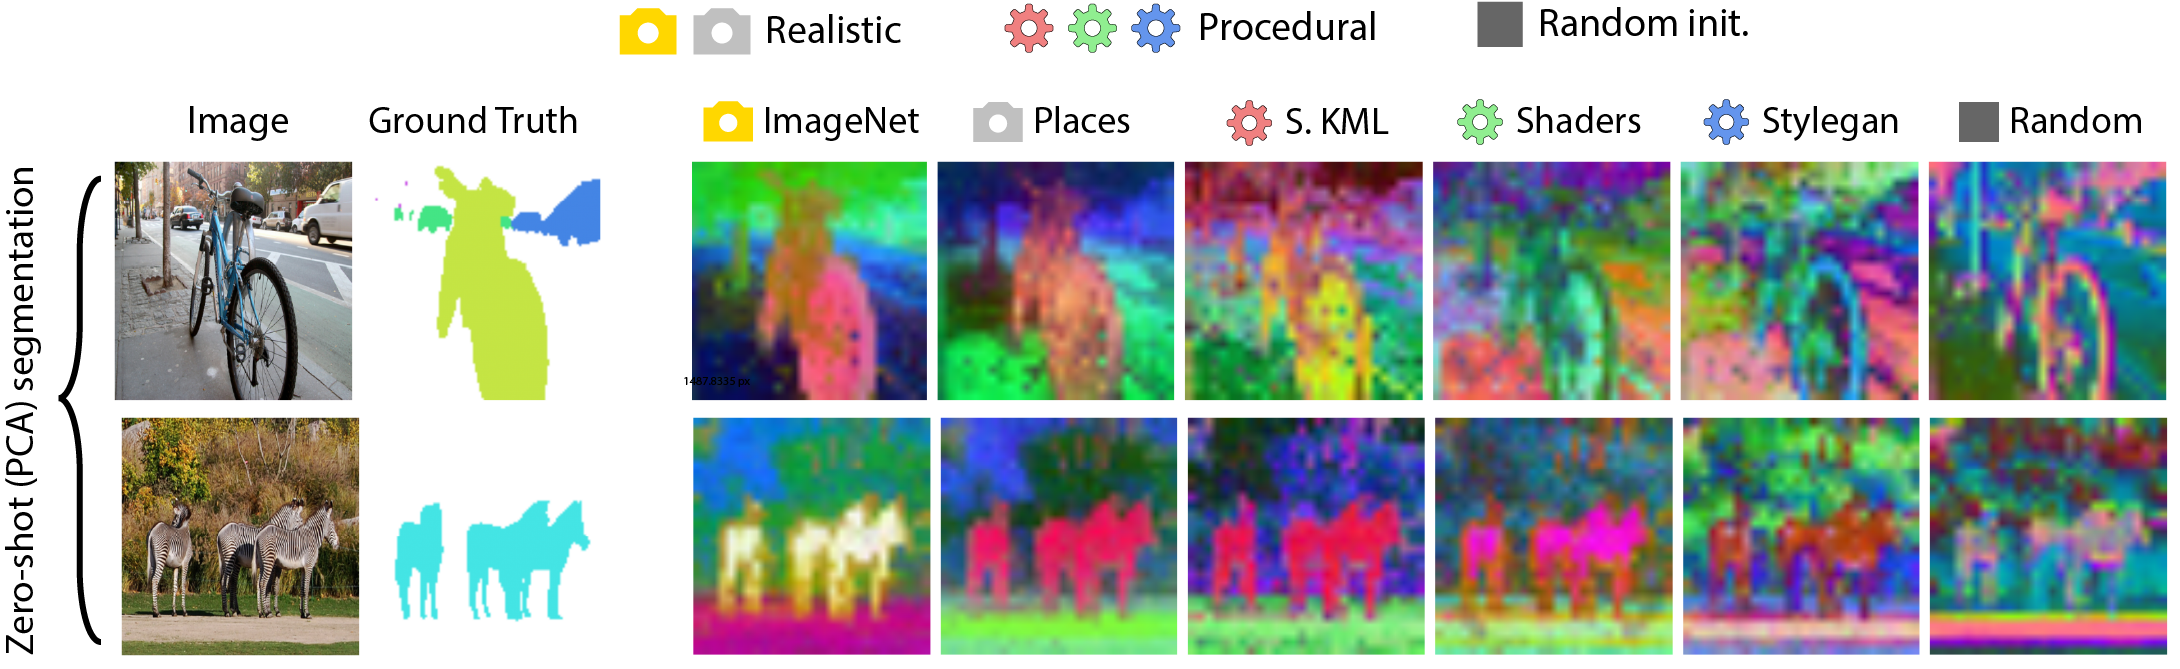 Realistic
Procedural
Random init.
Image
Ground Truth
ImageNet
Places
S. KML
Shaders
Stylegan
Random
Zero-shot (PCA) segmentation
1487.8335 px